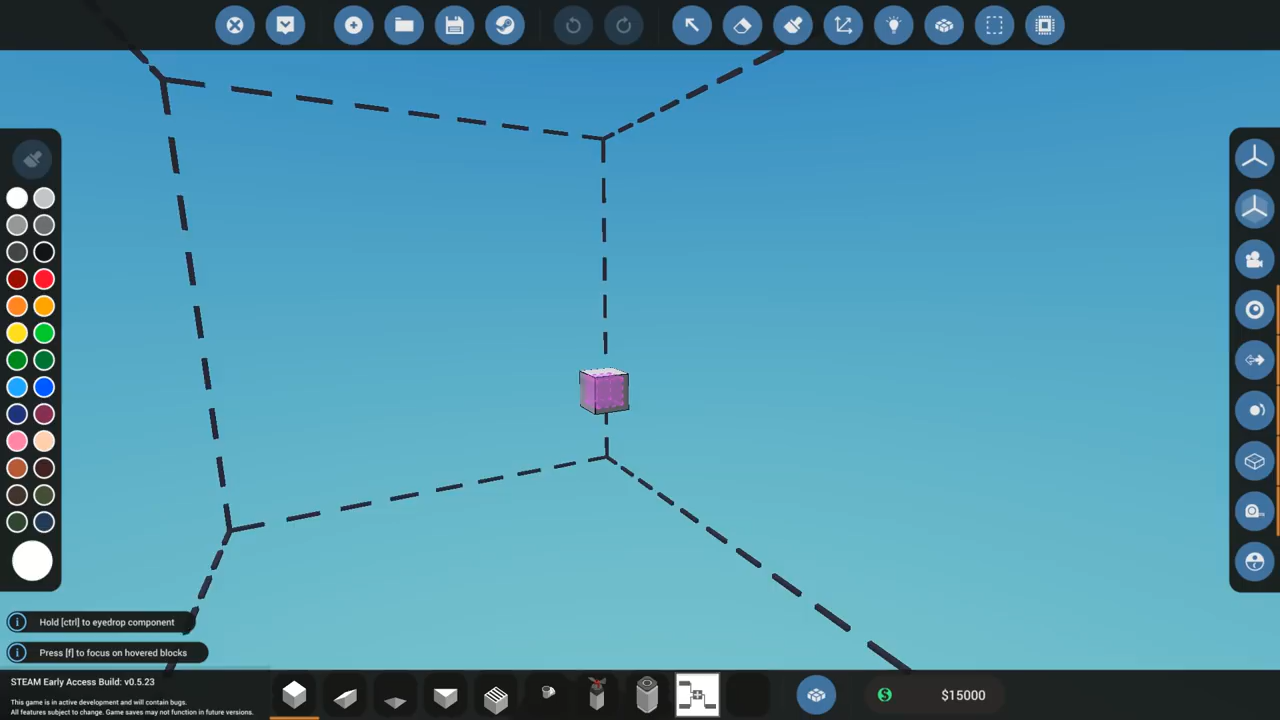 Hold [ctrl] to eyedrop component
Press [f] to focus on hovered blocks
STEAM Early Access Build: v0.5.23
This game is in active development and will contain bugs.
All features subject to change. Game saves may not function in future versions.
$15000